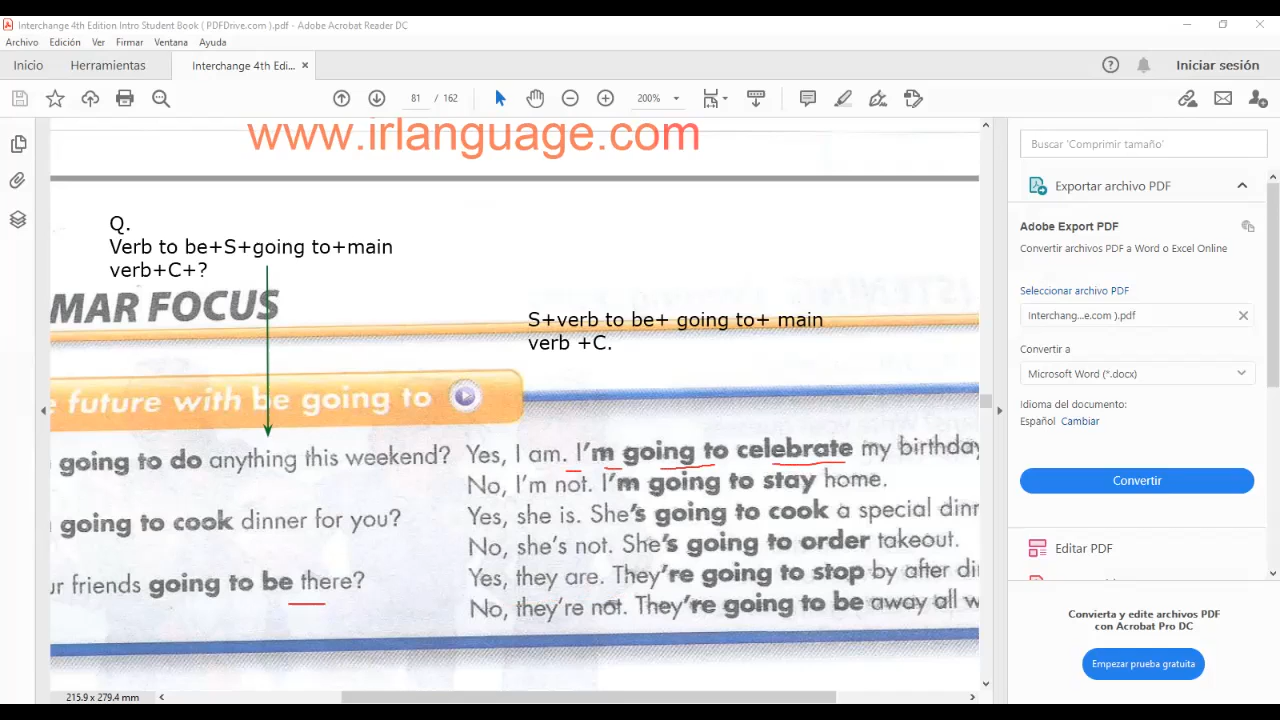 Interchange 4th Edition Intro Student Book ( PDFDrive.com ).pdf - Adobe Acrobat Reader DC
Archivo Edición Ver Firmar Ventana Ayuda
Inicio Herramientas Interchange 4th Edi... × Iniciar sesión
81 / 162 200%
www.irlanguage.com
Q.
Verb to be+S+going to+main
verb+C+?
MAR FOCUS
S+verb to be+ going to+ main
verb +C.
future with be going to
going to do anything this weekend?
going to cook dinner for you?
ur friends going to be there?
Yes, I am. I'm going to celebrate my birthday
No, I'm not. I'm going to stay home.
Yes, she is. She's going to cook a special dinn
No, she's not. She's going to order takeout.
Yes, they are. They're going to stop by after di
No, they're not. They're going to be away all w
215.9 x 279.4 mm
Buscar 'Comprimir tamaño'
Exportar archivo PDF
Adobe Export PDF
Convertir archivos PDF a Word o Excel Online
Seleccionar archivo PDF
Interchang...e.com ).pdf
Convertir a
Microsoft Word (*.docx)
Idioma del documento:
Español Cambiar
Convertir
Editar PDF
Convierta y edite archivos PDF
con Acrobat Pro DC
Empezar prueba gratuita